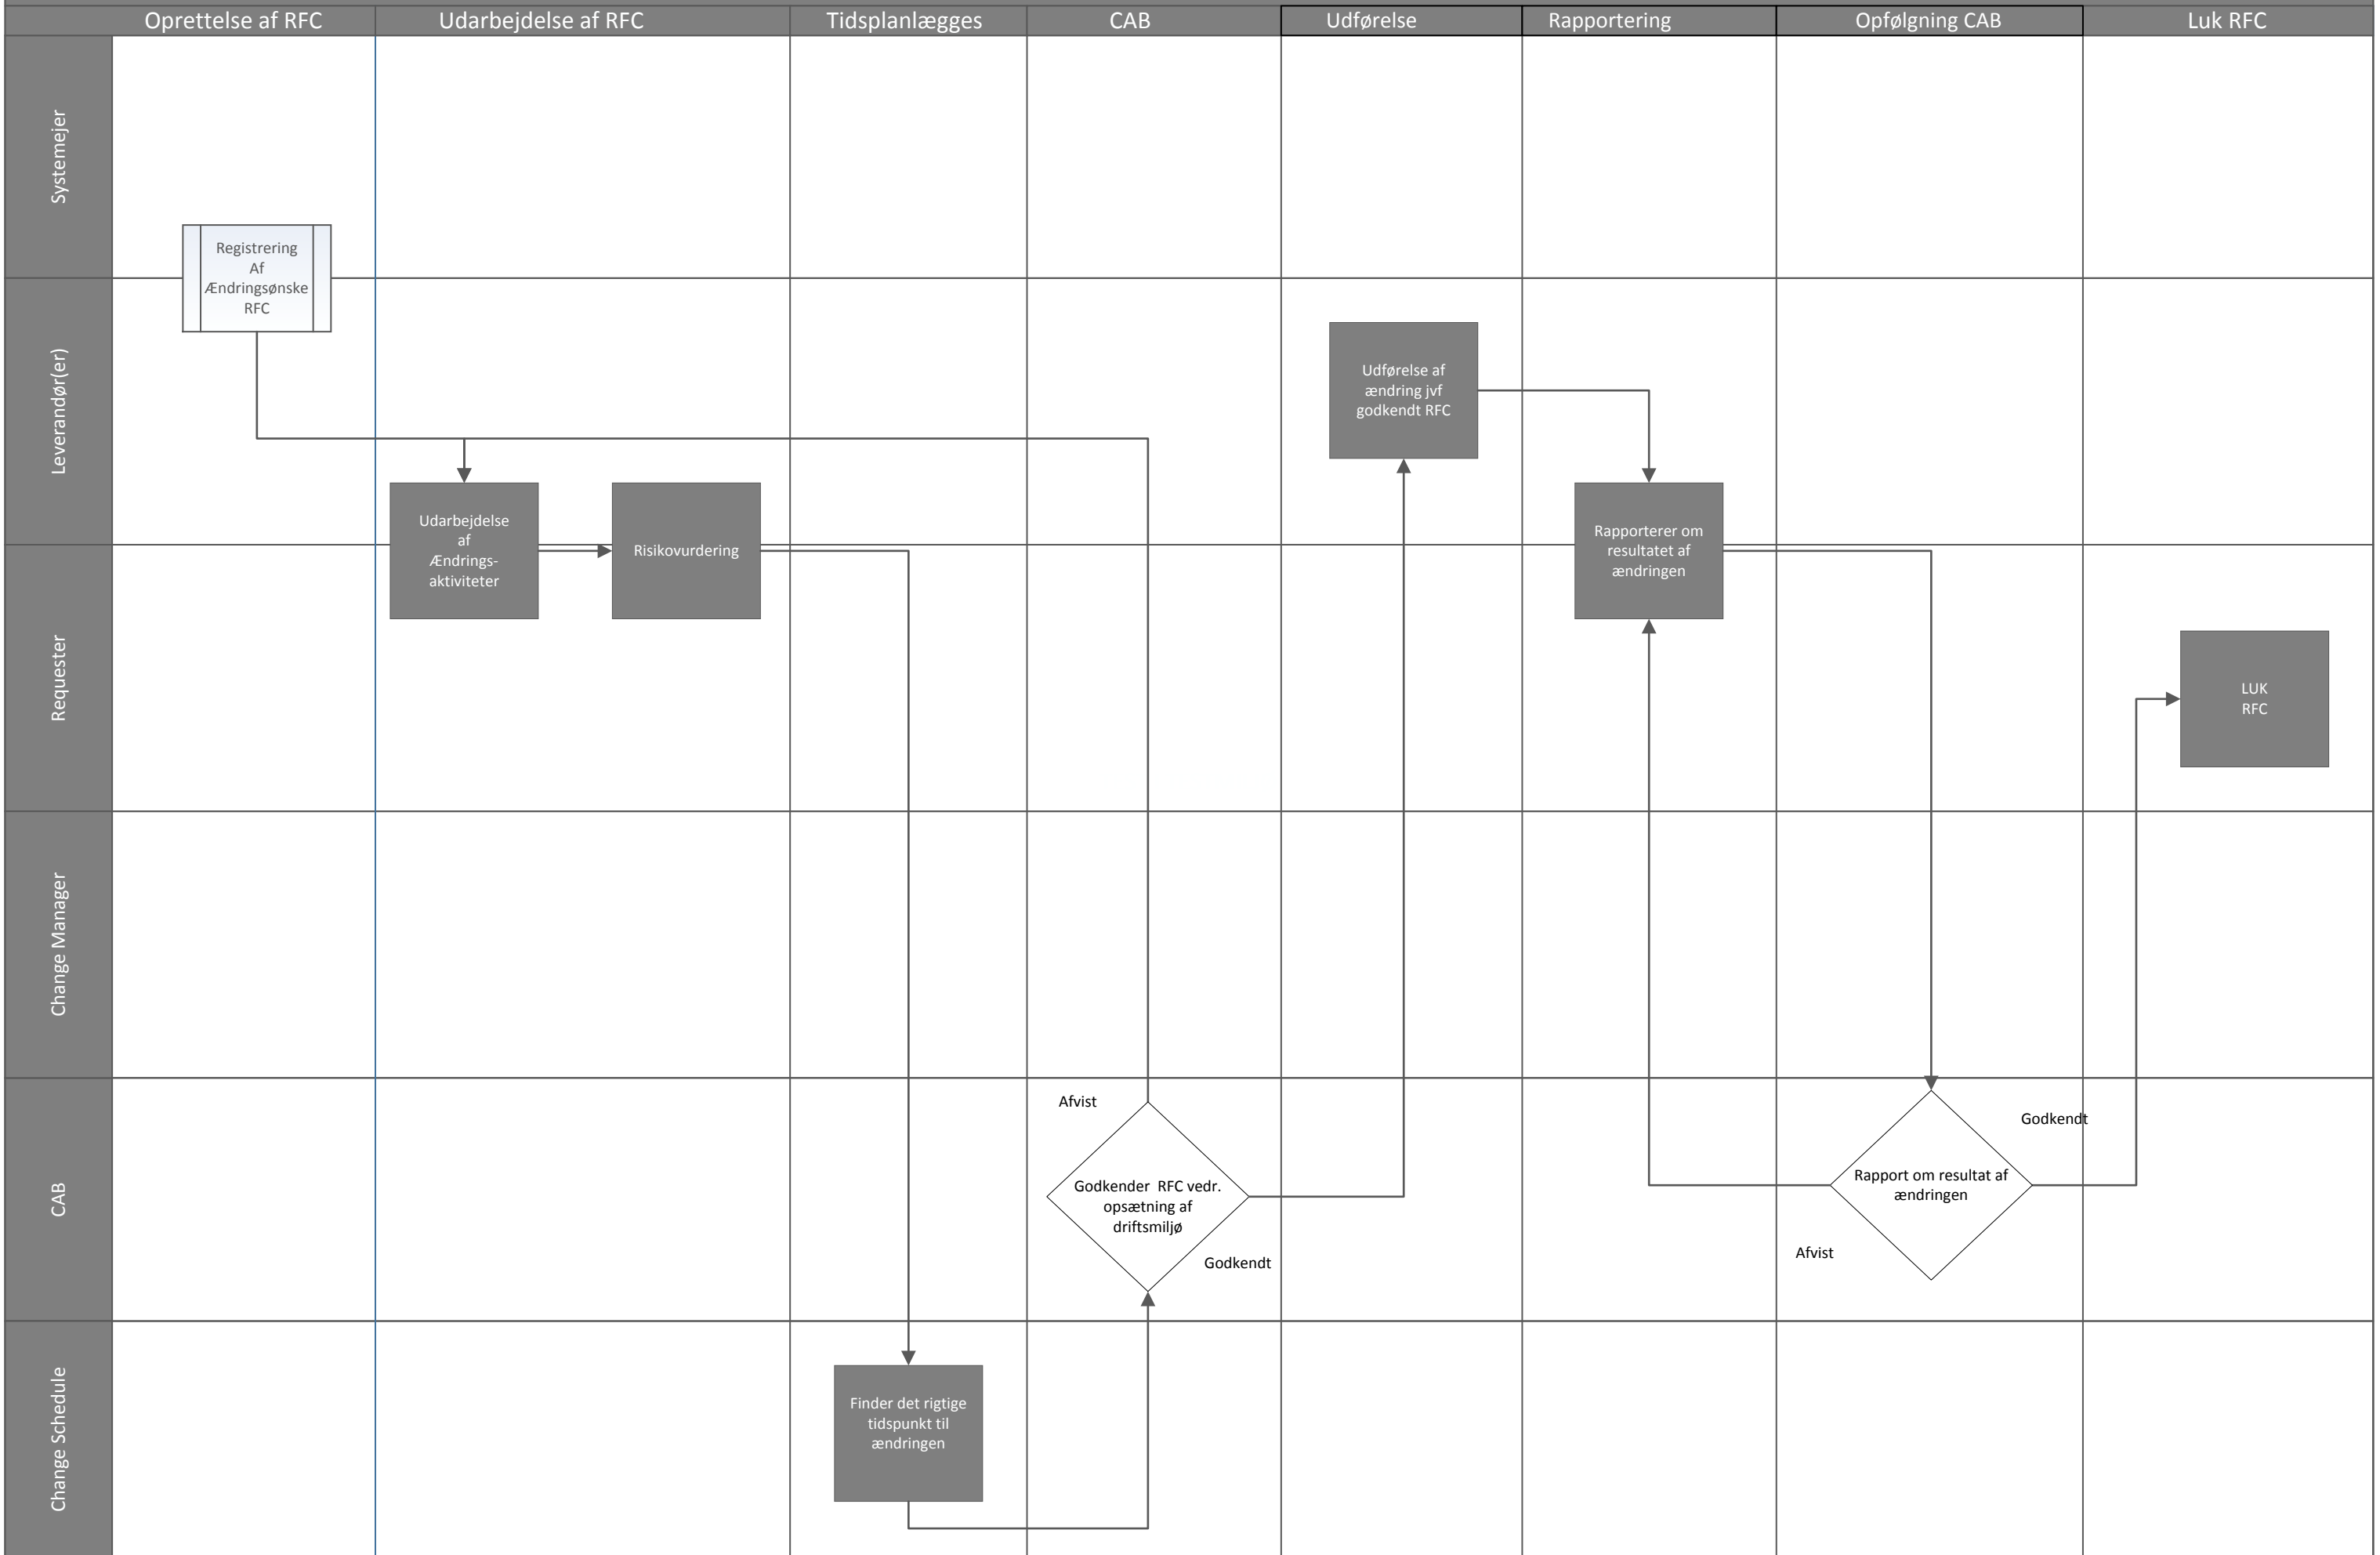 Oprettelse af RFC
Udarbejdelse af RFC
Tidsplanlægges
CAB
Udførelse
Rapportering
Opfølgning CAB
Luk RFC
Systemejer
Registrering
Af
Ændringsønske
RFC
Leverandør(er)
Udførelse af
ændring jvf
godkendt RFC
Udarbejdelse
af
Ændrings-
aktiviteter
Risikovurdering
Rapporterer om
resultatet af
ændringen
Requester
LUK
RFC
Change Manager
CAB
Afvist
Godkender RFC vedr.
opsætning af
driftsmiljø
Godkendt
Godkendt
Rapport om resultat af
ændringen
Afvist
Change Schedule
Finder det rigtige
tidspunkt til
ændringen